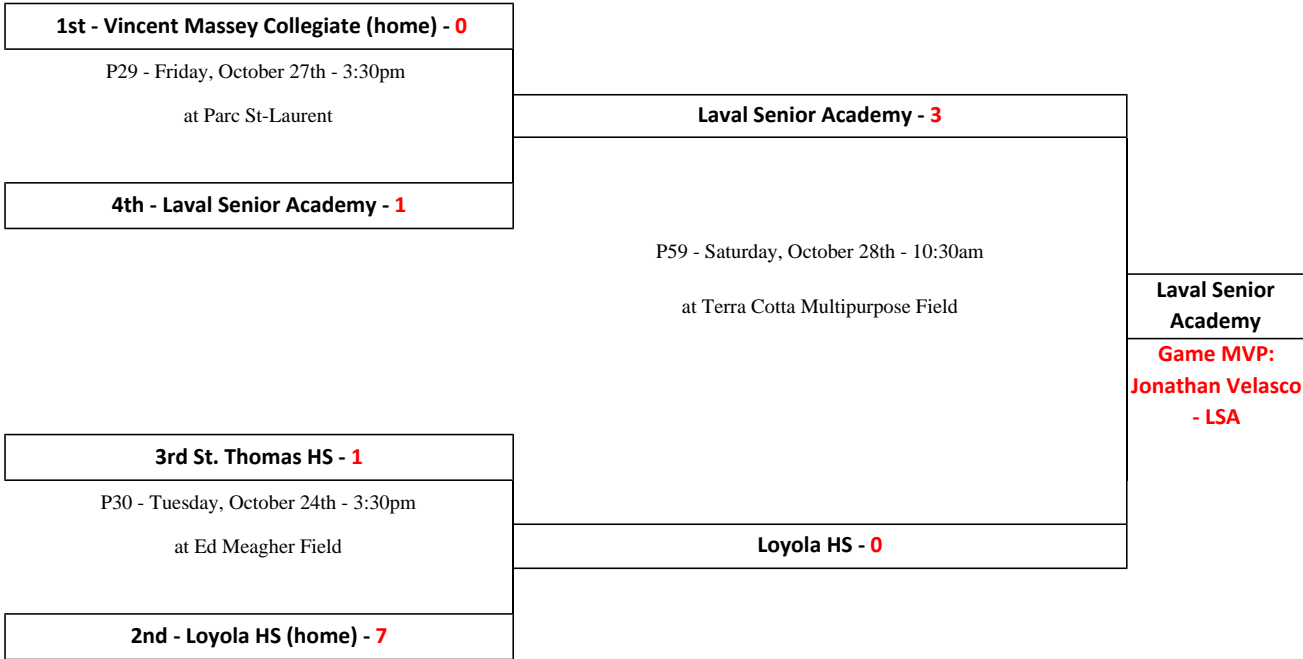 1st - Vincent Massey Collegiate (home) - 0
P29 - Friday, October 27th - 3:30pm
at Parc St-Laurent
Laval Senior Academy - 3
4th - Laval Senior Academy - 1
P59 - Saturday, October 28th - 10:30am
at Terra Cotta Multipurpose Field
Laval Senior
Academy
Game MVP:
Jonathan Velasco
- LSA
3rd St. Thomas HS - 1
P30 - Tuesday, October 24th - 3:30pm
at Ed Meagher Field
Loyola HS - 0
2nd - Loyola HS (home) - 7